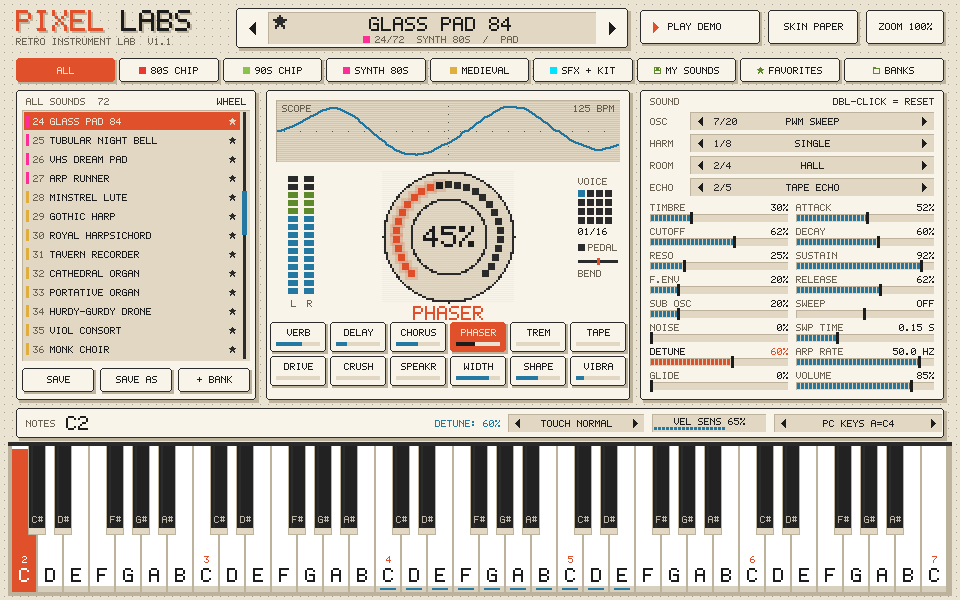 PIXEL LABS
RETRO INSTRUMENT LAB V1.1
GLASS PAD 84
24/72 SYNTH 80S / PAD
PLAY DEMO
SKIN PAPER
ZOOM 100%
ALL
80S CHIP
90S CHIP
SYNTH 80S
MEDIEVAL
SFX + KIT
MY SOUNDS
FAVORITES
BANKS
ALL SOUNDS 72 WHEEL
24 GLASS PAD 84
25 TUBULAR NIGHT BELL
26 VHS DREAM PAD
27 ARP RUNNER
28 MINSTREL LUTE
29 GOTHIC HARP
30 ROYAL HARPSICHORD
31 TAVERN RECORDER
32 CATHEDRAL ORGAN
33 PORTATIVE ORGAN
34 HURDY-GURDY DRONE
35 VIOL CONSORT
36 MONK CHOIR
SAVE
SAVE AS
+ BANK
SCOPE 125 BPM
L R
45%
PHASER
VOICE
01/16
PEDAL
BEND
VERB
DELAY
CHORUS
PHASER
TREM
TAPE
DRIVE
CRUSH
SPEAKR
WIDTH
SHAPE
VIBRA
SOUND DBL-CLICK = RESET
OSC 7/20 PWM SWEEP
HARM 1/8 SINGLE
ROOM 2/4 HALL
ECHO 2/5 TAPE ECHO
TIMBRE 30% ATTACK 52%
CUTOFF 62% DECAY 60%
RESO 25% SUSTAIN 92%
F.ENV 20% RELEASE 62%
SUB OSC 20% SWEEP OFF
NOISE 0% SWP TIME 0.15 S
DETUNE 60% ARP RATE 50.0 HZ
GLIDE 0% VOLUME 85%
NOTES C2
DETUNE: 60%
TOUCH NORMAL
VEL SENS 65%
PC KEYS A=C4
C# D# F# G# A# C# D# F# G# A# C# D# F# G# A# C# D# F# G# A# C# D# F# G# A#
2 3 4 5 6 7
C D E F G A B C D E F G A B C D E F G A B C D E F G A B C D E F G A B C